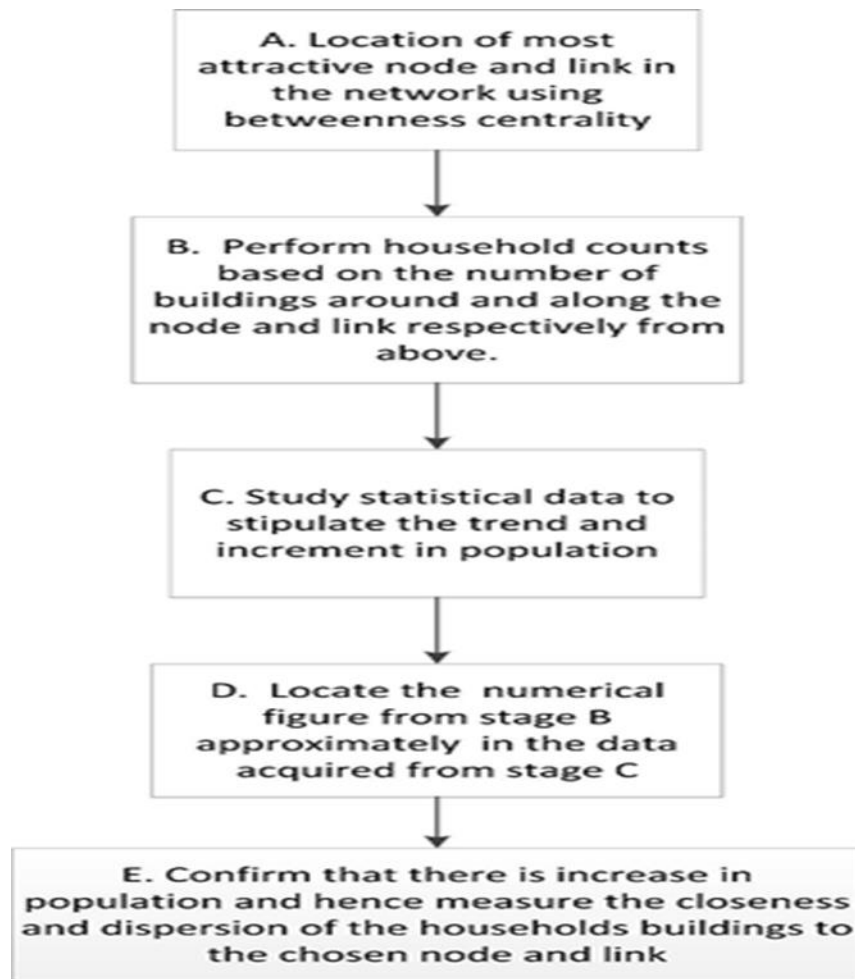 A. Location of most
attractive node and link in
the network using
betweenness centrality
B. Perform household counts
based on the number of
buildings around and along the
node and link respectively from
above.
C. Study statistical data to
stipulate the trend and
increment in population
D. Locate the numerical
figure from stage B
approximately in the data
acquired from stage C
E. Confirm that there is increase in
population and hence measure the closeness
and dispersion of the households buildings to
the chosen node and link